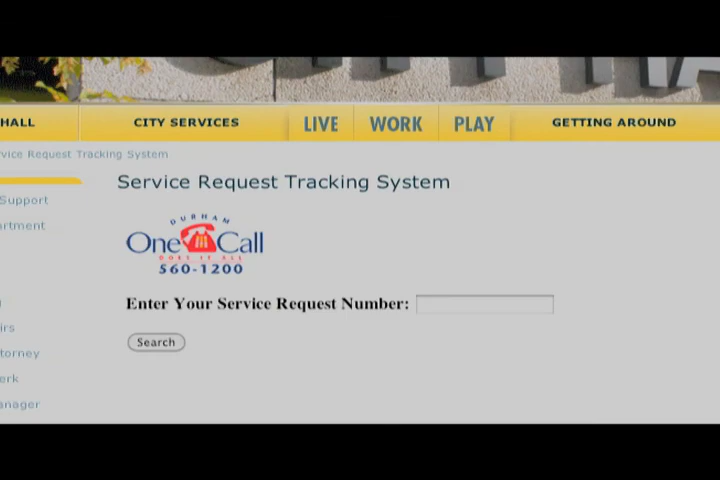 HALL CITY SERVICES LIVE WORK PLAY GETTING AROUND
vice Request Tracking System
Support
artment
irs
torney
erk
anager
Service Request Tracking System
DURHAM
One Call
DOES IT ALL
560-1200
Enter Your Service Request Number:
Search